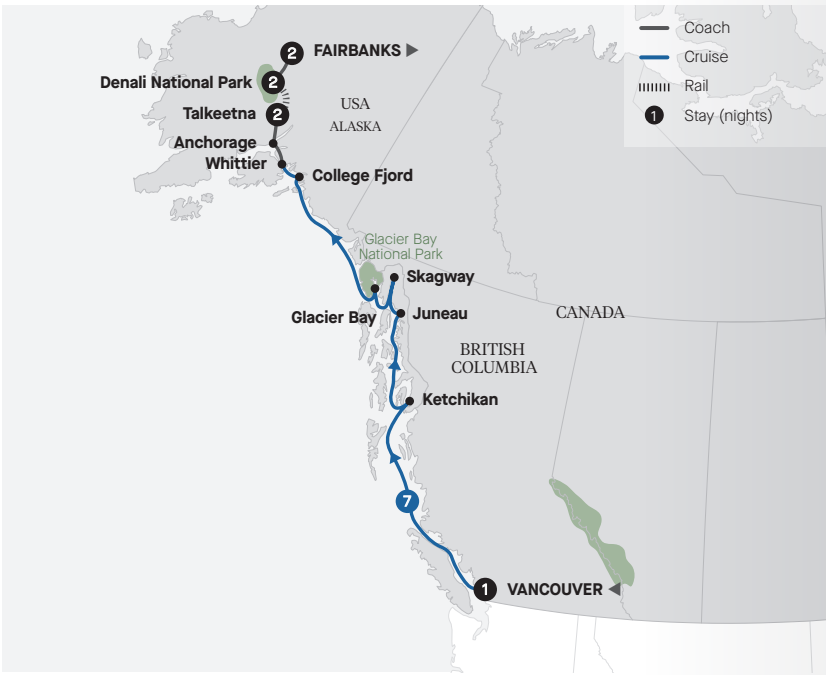 Coach
Cruise
Rail
1 Stay (nights)
2 FAIRBANKS
Denali National Park 2
Talkeetna 2
USA
ALASKA
Anchorage
Whittier
College Fjord
Glacier Bay
National Park
Skagway
Glacier Bay
Juneau
CANADA
BRITISH
COLUMBIA
Ketchikan
7
1 VANCOUVER